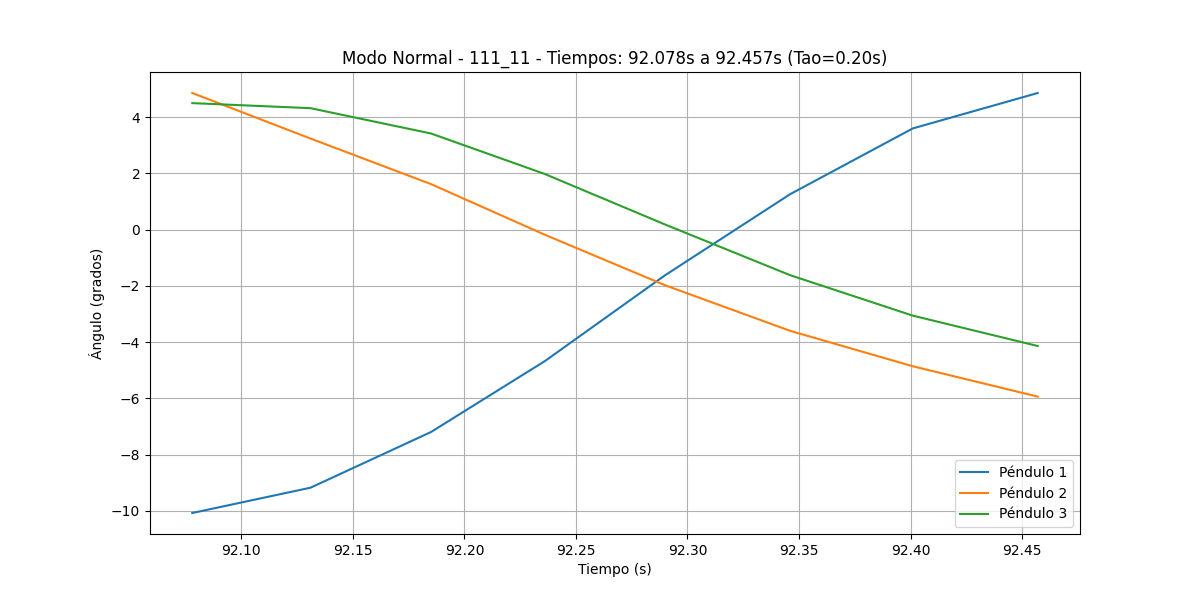 Modo Normal - 111_11 - Tiempos: 92.078s a 92.457s (Tao=0.20s)
Ángulo (grados)
4
2
0
−2
−4
−6
−8
−10
92.10 92.15 92.20 92.25 92.30 92.35 92.40 92.45
Tiempo (s)
Péndulo 1
Péndulo 2
Péndulo 3